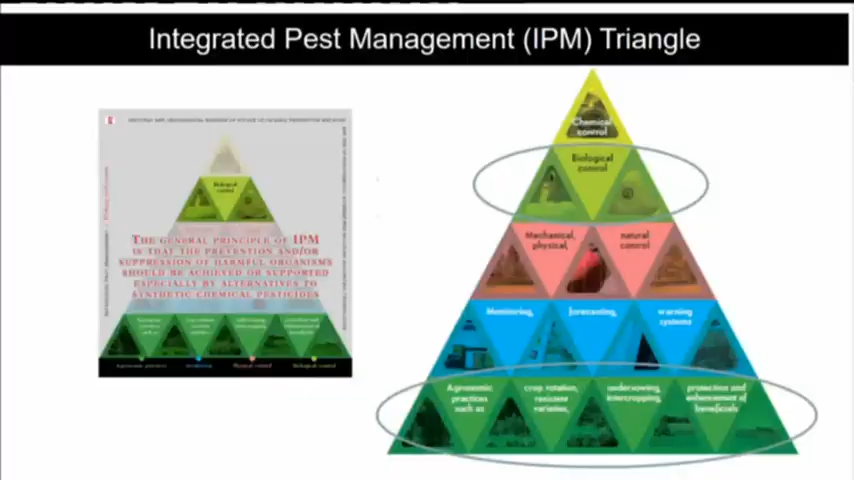 Integrated Pest Management (IPM) Triangle
Biological
control
THE GENERAL PRINCIPLE OF IPM
IS THAT THE PREVENTION AND/OR
SUPPRESSION OF HARMFUL ORGANISMS
SHOULD BE ACHIEVED OR SUPPORTED
ESPECIALLY BY ALTERNATIVES TO
SYNTHETIC CHEMICAL PESTICIDES
Chemical
control
Biological
control
Mechanical,
physical,
natural
control
Monitoring,
forecasting,
warning
systems
Agronomic
practices
such as
crop rotation,
resistant
varieties,
undersowing,
intercropping,
protection and
enhancement of
beneficials